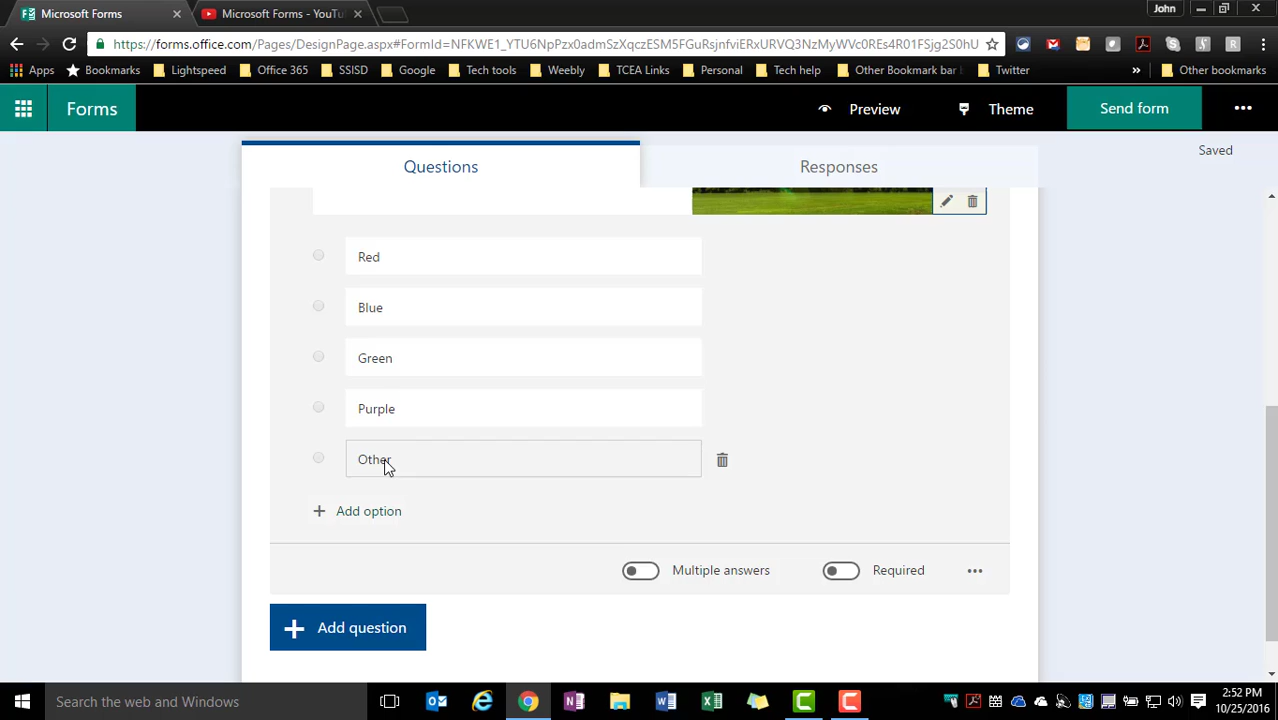 Microsoft Forms
Microsoft Forms - YouTu
John
https://forms.office.com/Pages/DesignPage.aspx#FormId=NFKWE1_YTU6NpPzx0admSzXqczESM5FGuRsjnfviERxURVQ3NzMyWVc0REs4R01FSjg2S0hU
Apps
Bookmarks
Lightspeed
Office 365
SSISD
Google
Tech tools
Weebly
TCEA Links
Personal
Tech help
Other Bookmark bar b
Twitter
»
Other bookmarks
Forms
Preview
Theme
Send form
Questions
Responses
Saved
Red
Blue
Green
Purple
Other
Add option
Multiple answers
Required
Add question
Search the web and Windows
2:52 PM
10/25/2016